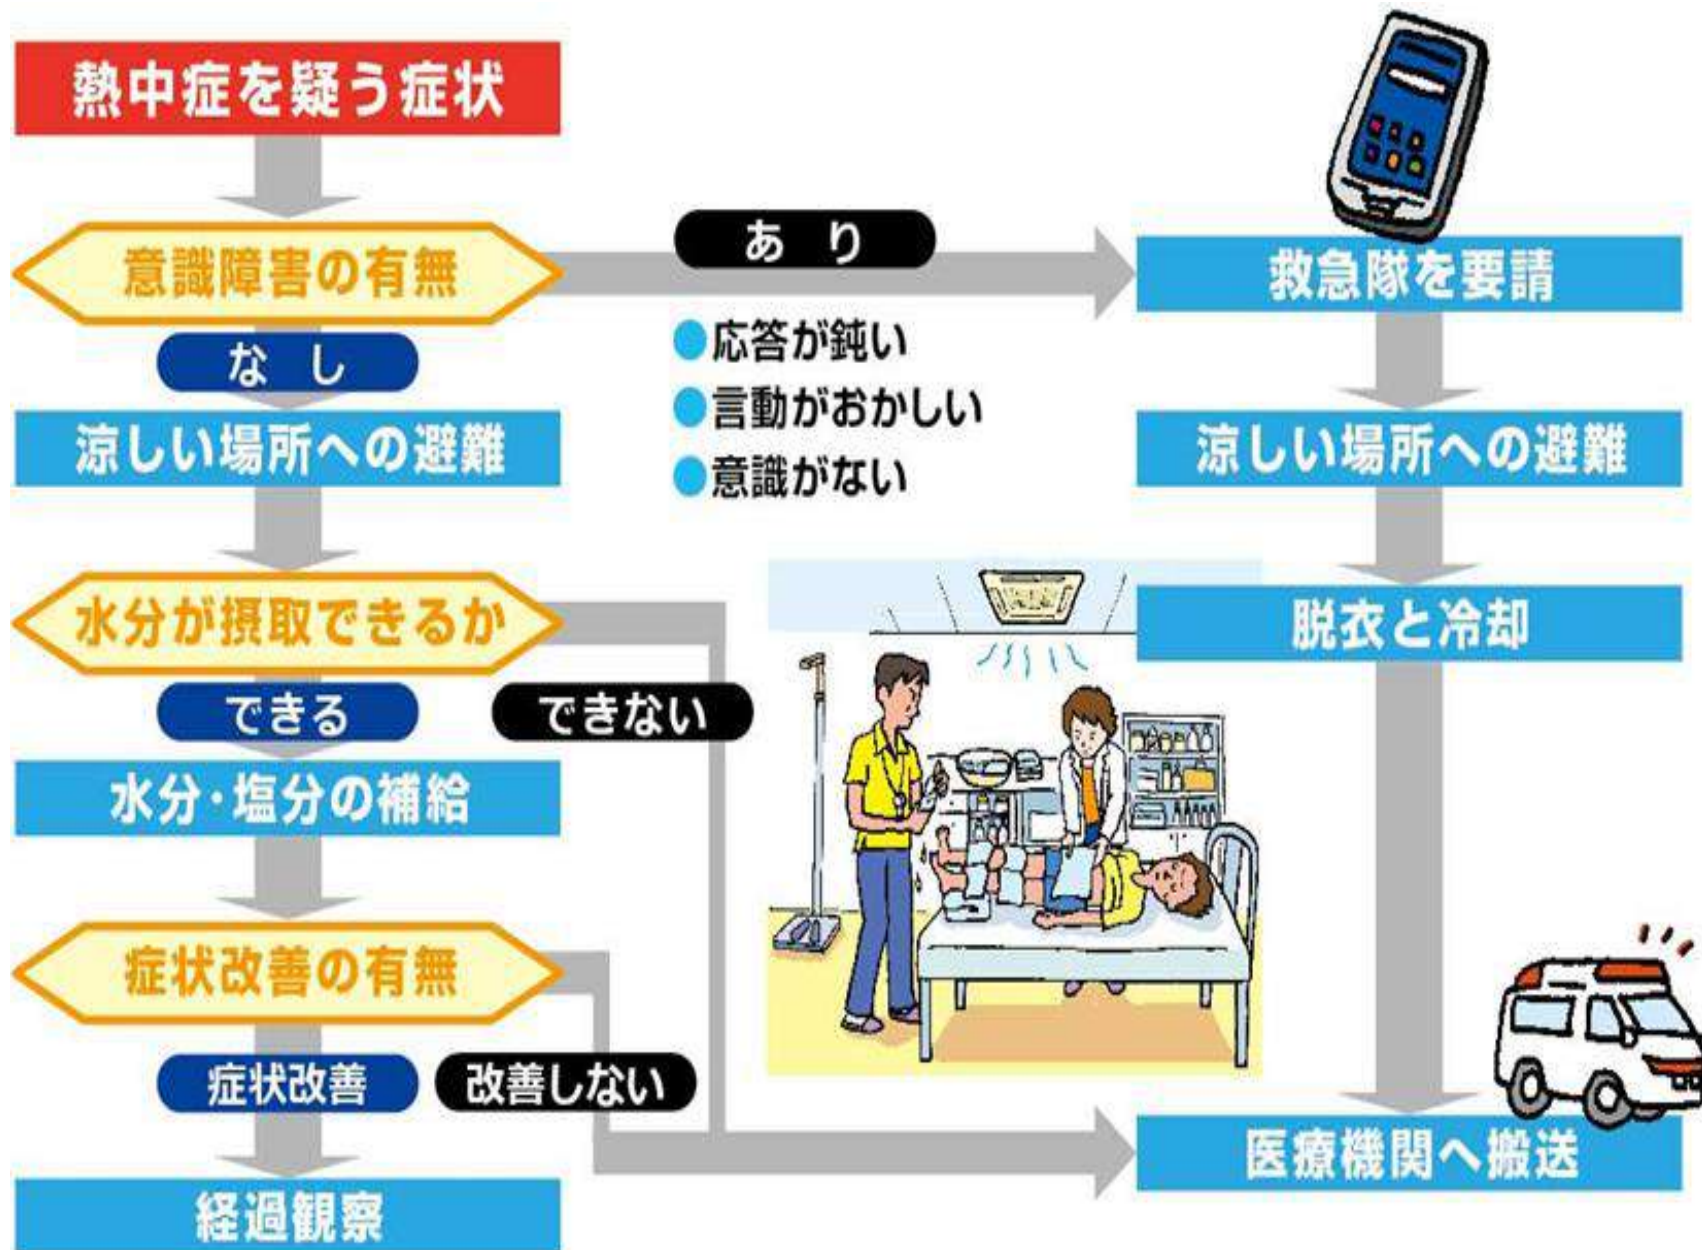 熱中症を疑う症状
意識障害の有無
あり
救急隊を要請
●応答が鈍い
●言動がおかしい
●意識がない
なし
涼しい場所への避難
涼しい場所への避難
水分が摂取できるか
脱衣と冷却
できる
できない
水分・塩分の補給
症状改善の有無
症状改善
改善しない
医療機関へ搬送
経過観察